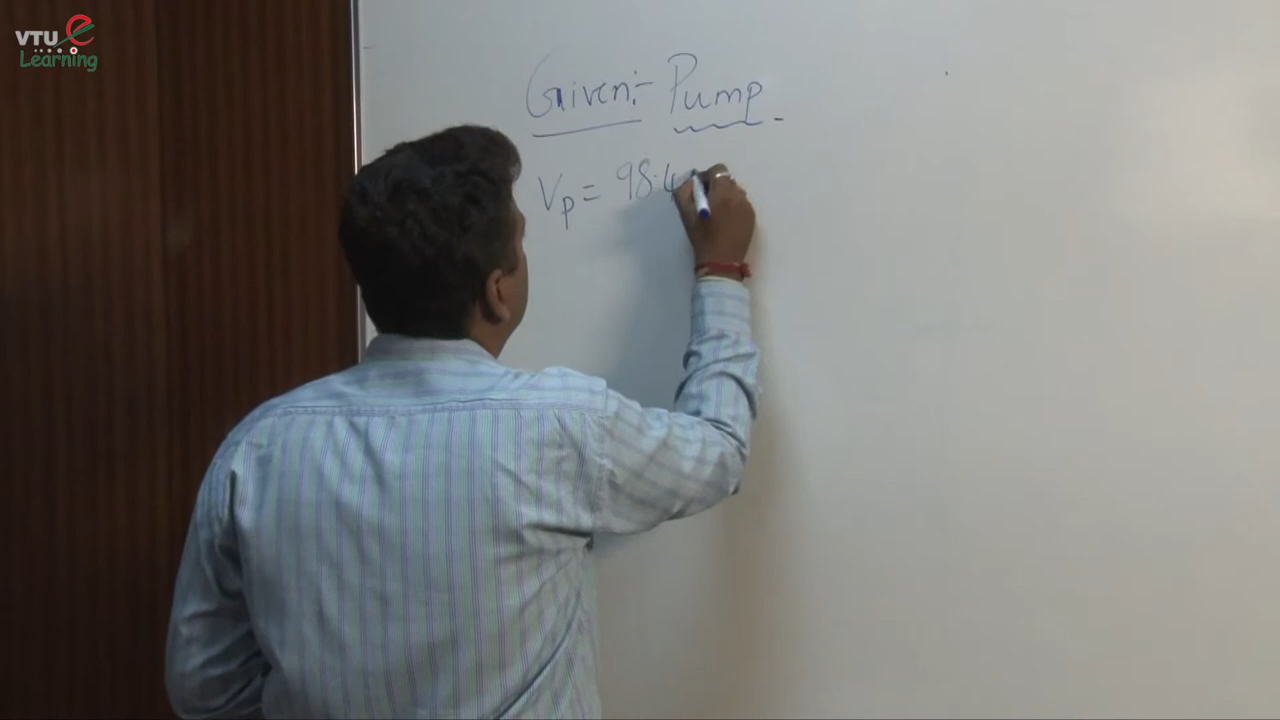 VTU e
Learning
Given:- Pump
Vp = 98.4